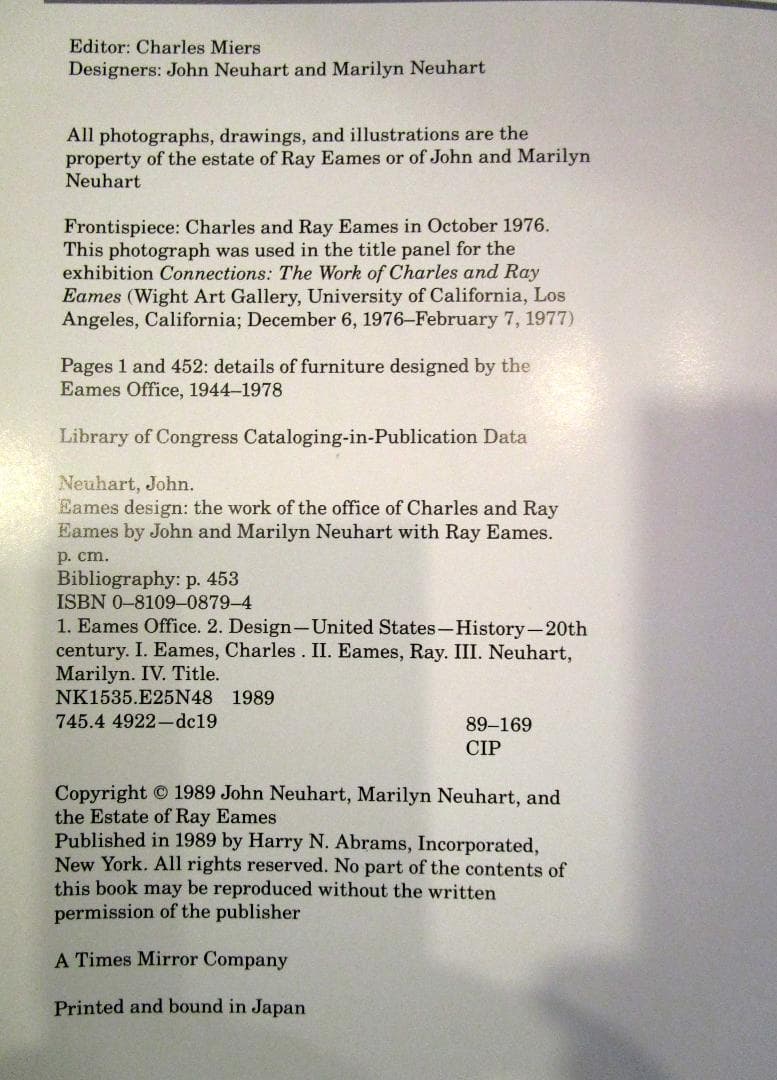 Editor: Charles Miers
Designers: John Neuhart and Marilyn Neuhart
All photographs, drawings, and illustrations are the
property of the estate of Ray Eames or of John and Marilyn
Neuhart
Frontispiece: Charles and Ray Eames in October 1976.
This photograph was used in the title panel for the
exhibition Connections: The Work of Charles and Ray
Eames (Wight Art Gallery, University of California, Los
Angeles, California; December 6, 1976–February 7, 1977)
Pages 1 and 452: details of furniture designed by the
Eames Office, 1944–1978
Library of Congress Cataloging-in-Publication Data
Neuhart, John.
Eames design: the work of the office of Charles and Ray
Eames by John and Marilyn Neuhart with Ray Eames.
p. cm.
Bibliography: p. 453
ISBN 0–8109–0879–4
1. Eames Office. 2. Design—United States—History—20th
century. I. Eames, Charles . II. Eames, Ray. III. Neuhart,
Marilyn. IV. Title.
NK1535.E25N48 1989
745.4 4922—dc19
89–169
CIP
Copyright © 1989 John Neuhart, Marilyn Neuhart, and
the Estate of Ray Eames
Published in 1989 by Harry N. Abrams, Incorporated,
New York. All rights reserved. No part of the contents of
this book may be reproduced without the written
permission of the publisher
A Times Mirror Company
Printed and bound in Japan